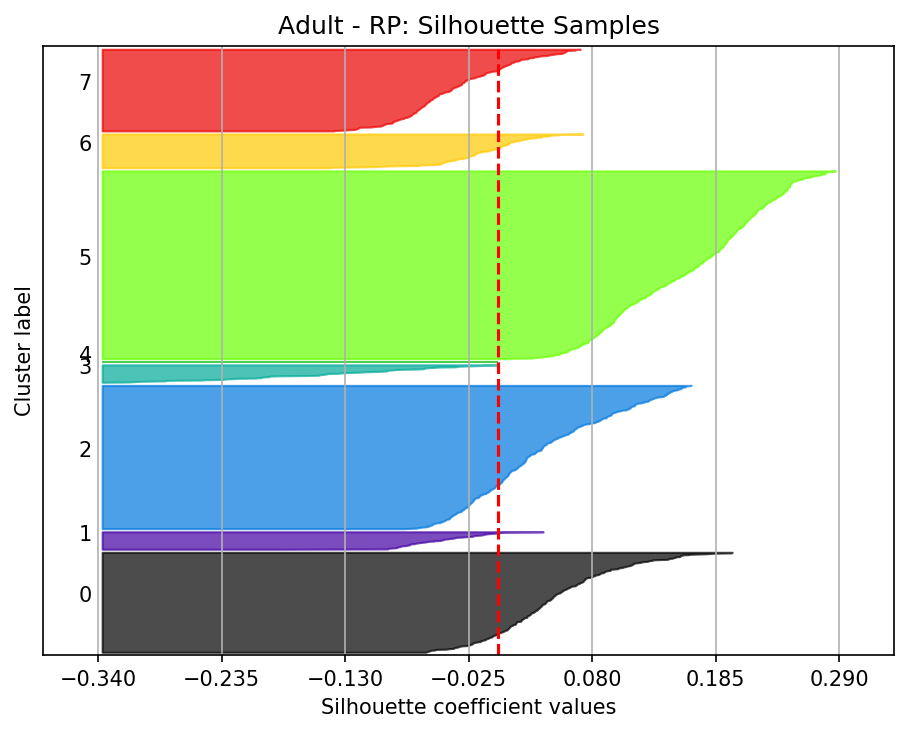 Adult - RP: Silhouette Samples
Cluster label
7
6
5
4
3
2
1
0
−0.340 −0.235 −0.130 −0.025 0.080 0.185 0.290
Silhouette coefficient values